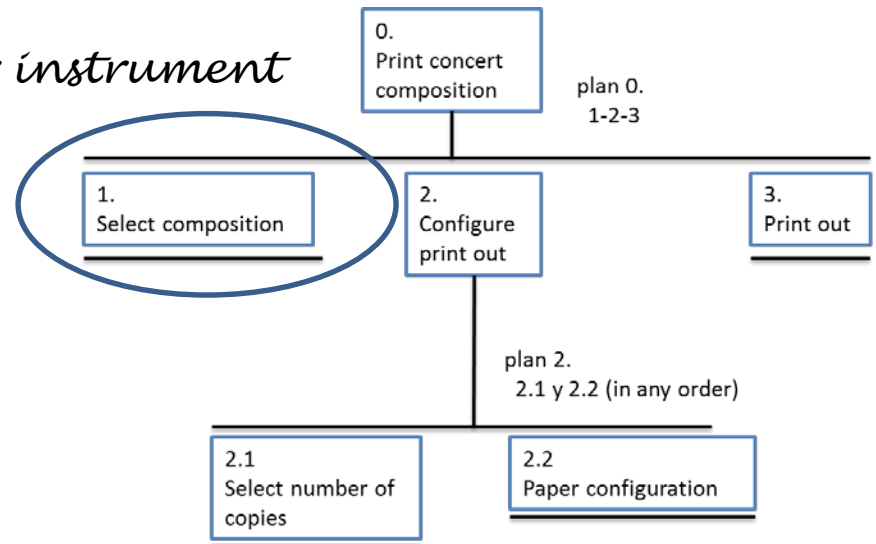 instrument
0.
Print concert
composition
plan 0.
1-2-3
1.
Select composition
2.
Configure
print out
3.
Print out
plan 2.
2.1 y 2.2 (in any order)
2.1
Select number of
copies
2.2
Paper configuration